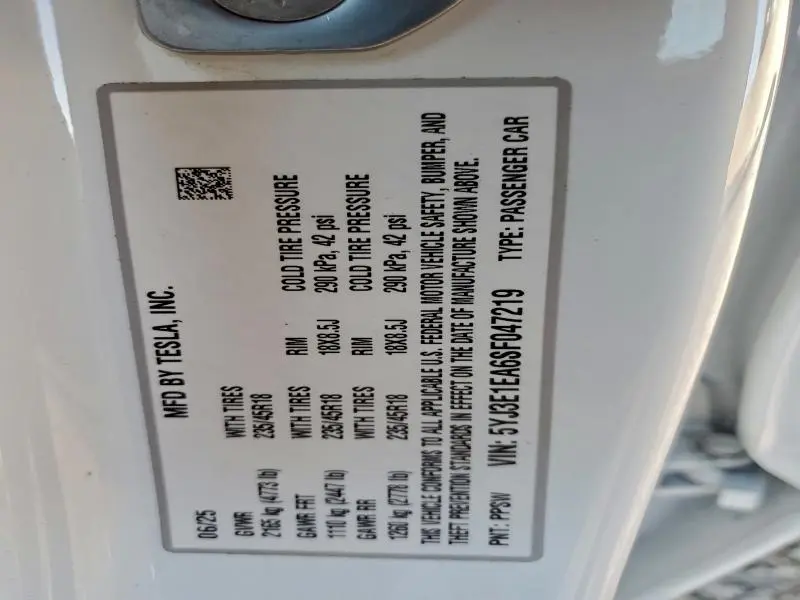 MFD BY TESLA, INC.
06/25
GVWR WITH TIRES RIM COLD TIRE PRESSURE
2165 kg (4773 lb) 235/45R18 18X8.5J 290 kPa, 42 psi
GAWR FRT WITH TIRES RIM COLD TIRE PRESSURE
1110 kg (2447 lb) 235/45R18 18X8.5J 290 kPa, 42 psi
GAWR RR WITH TIRES
1260 kg (2778 lb) 235/45R18
THIS VEHICLE CONFORMS TO ALL APPLICABLE U.S. FEDERAL MOTOR VEHICLE SAFETY, BUMPER, AND
THEFT PREVENTION STANDARDS IN EFFECT ON THE DATE OF MANUFACTURE SHOWN ABOVE.
PNT: PPSW VIN: 5YJ3E1EA6SF047219 TYPE: PASSENGER CAR